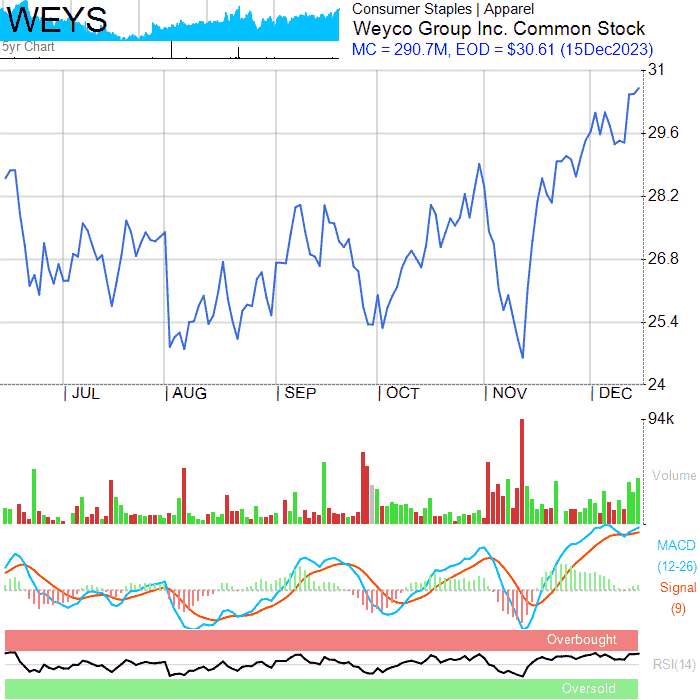 WEYS
5yr Chart
Consumer Staples | Apparel
Weyco Group Inc. Common Stock
MC = 290.7M, EOD = $30.61 (15Dec2023)
31
29.6
28.2
26.8
25.4
24
| JUL | AUG | SEP | OCT | NOV | DEC
94k
Volume
MACD
(12-26)
Signal
(9)
Overbought
RSI(14)
Oversold